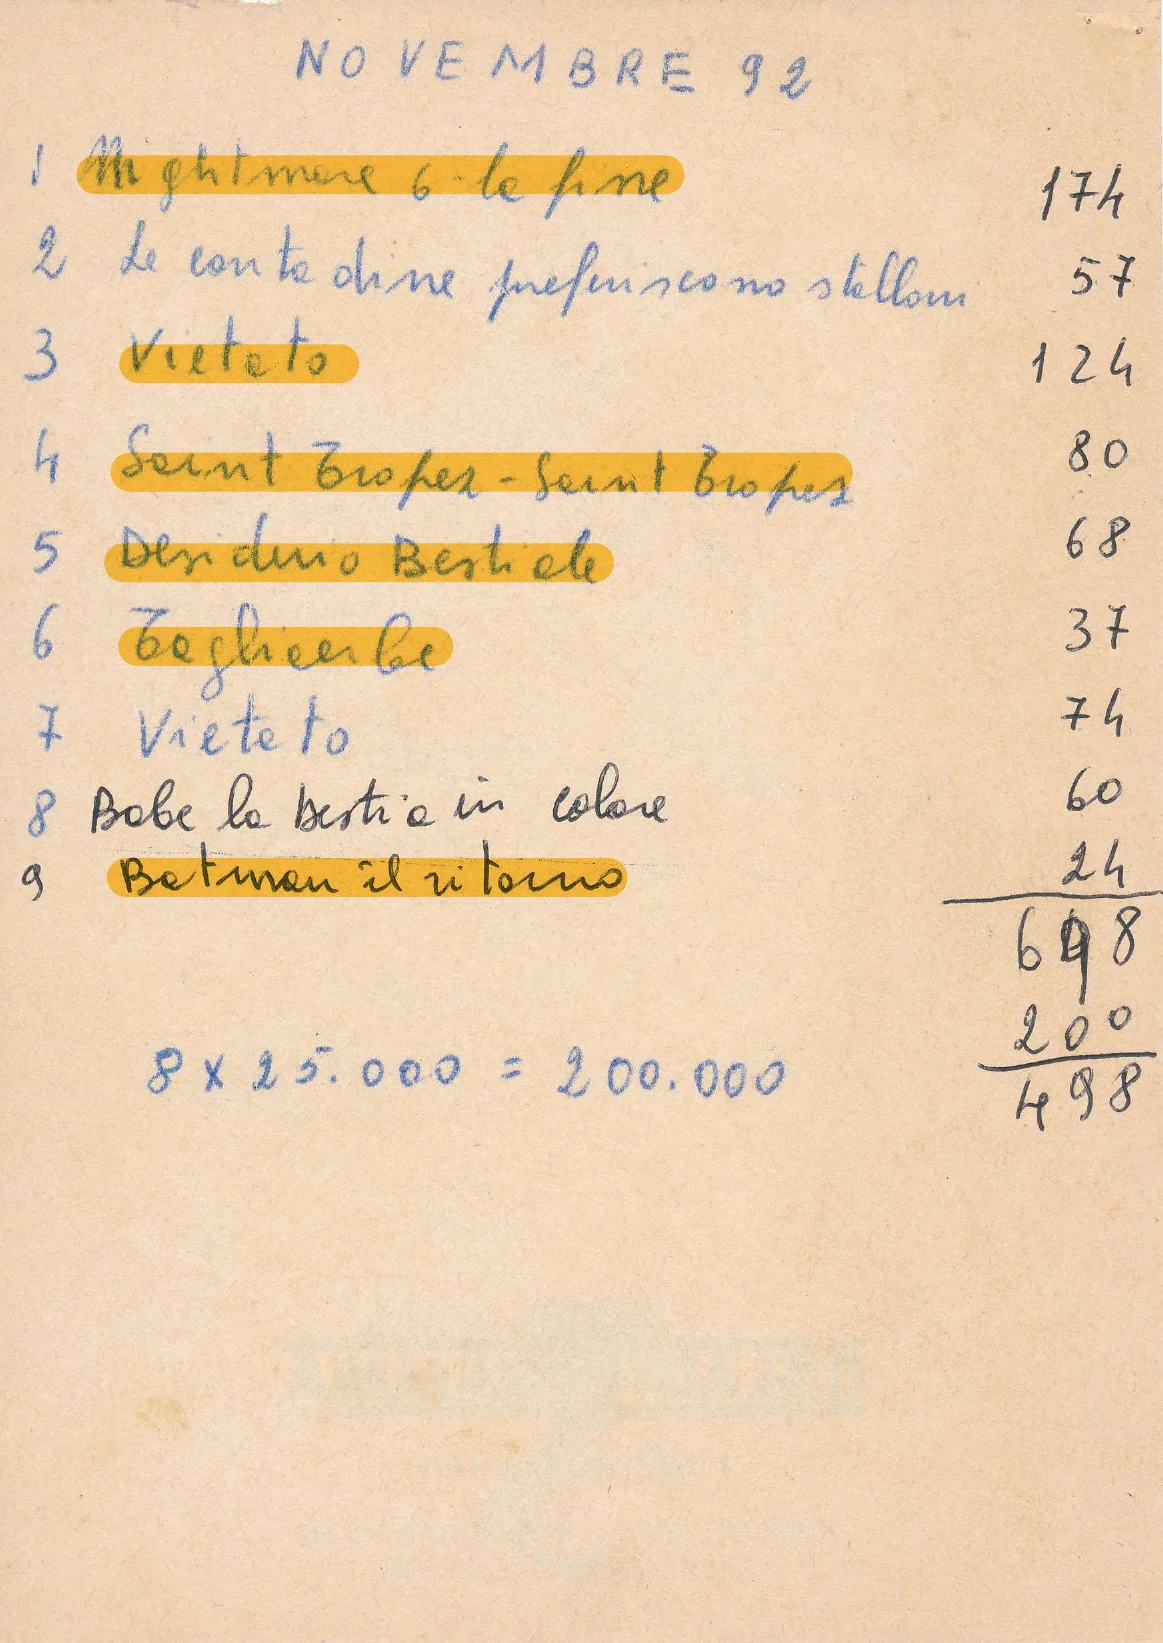 NOVEMBRE 92
1 Nightmare 6 - la fine 174
2 Le contadine preferiscono stalloni 57
3 Vietato 124
4 Saint Tropez - Saint Tropez 80
5 Desiderio Bestiale 68
6 Tagliaerbe 37
7 Vietato 74
8 Babe la bestia in calore 60
9 Batman il ritorno 24
698
200
8 x 25.000 = 200.000
498